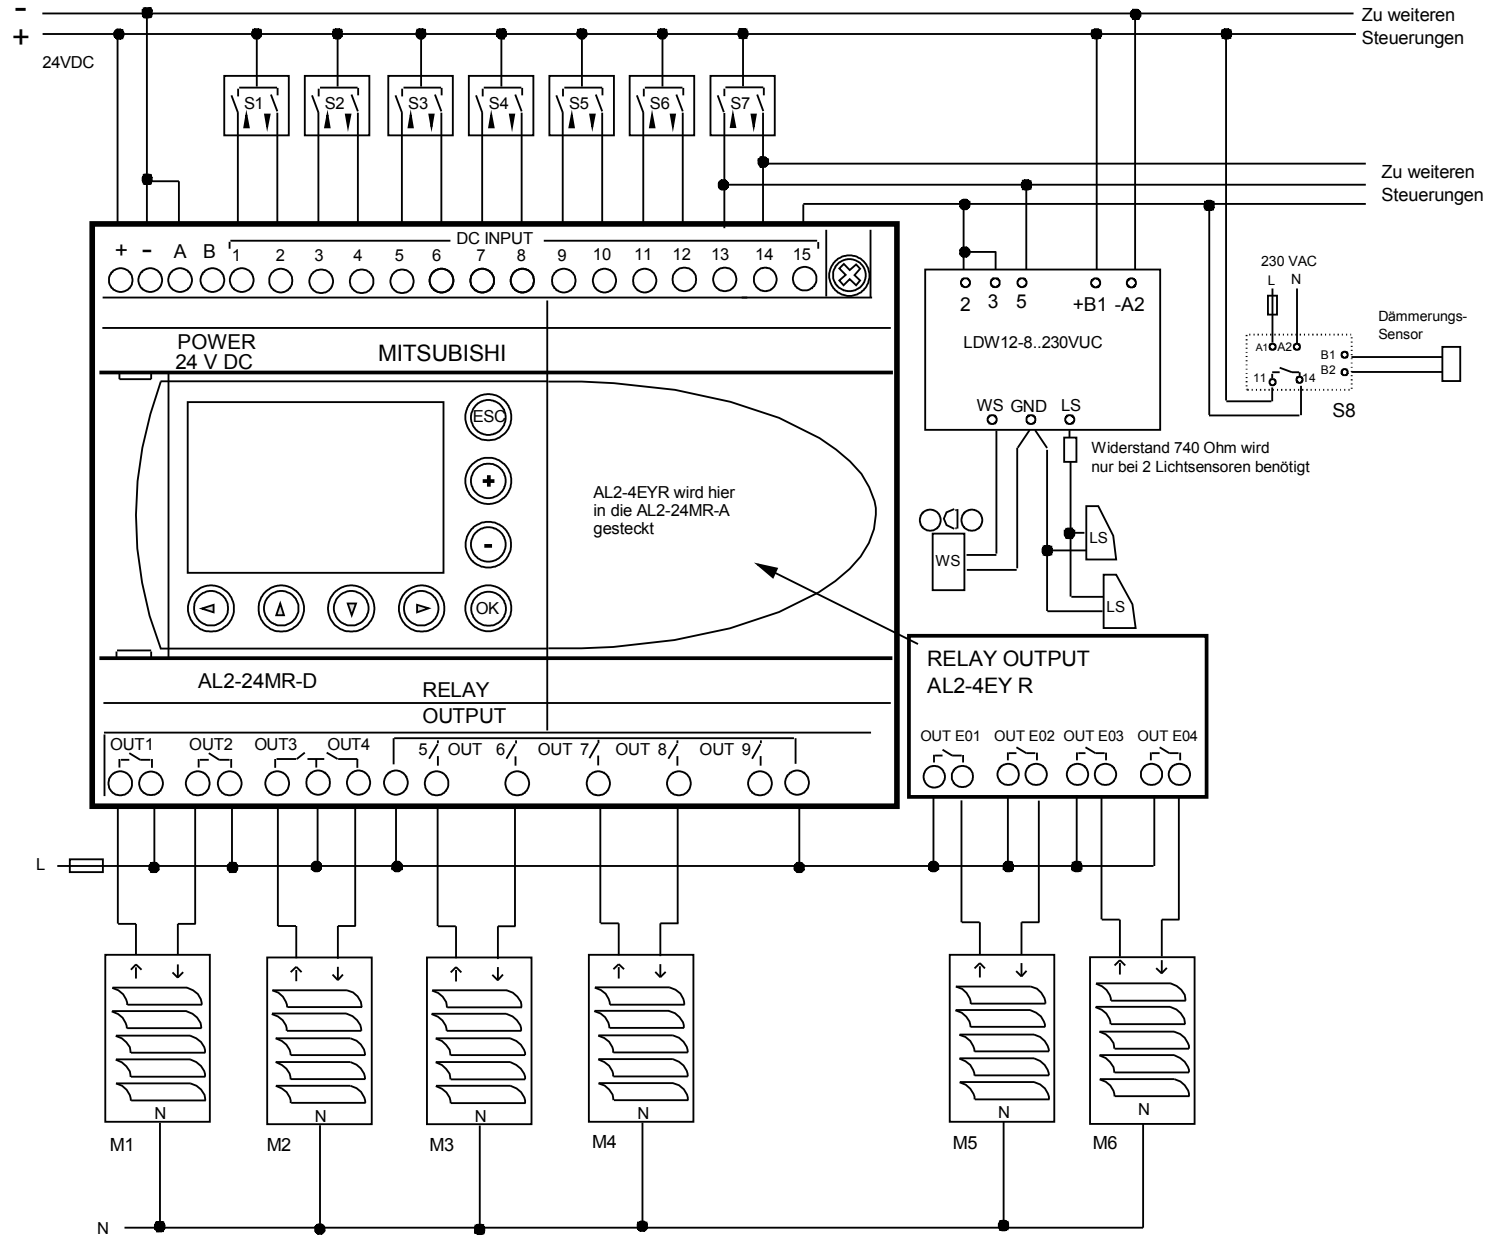 -
Zu weiteren
+
Steuerungen
24VDC
S1 S2 S3 S4 S5 S6 S7
Zu weiteren
Steuerungen
DC INPUT
+ - A B 1 2 3 4 5 6 7 8 9 10 11 12 13 14 15
230 VAC
L N
2 3 5 +B1 -A2
Dämmerungs-
Sensor
POWER
24 V DC
MITSUBISHI
LDW12-8..230VUC
A1 A2
B1
B2
11 14
S8
WS GND LS
ESC
Widerstand 740 Ohm wird
nur bei 2 Lichtsensoren benötigt
+
AL2-4EYR wird hier
in die AL2-24MR-A
gesteckt
-
LS
WS
OK
LS
RELAY OUTPUT
AL2-4EY R
AL2-24MR-D
RELAY
OUTPUT
OUT1 OUT2 OUT3 OUT4 5 OUT 6 OUT 7 OUT 8 OUT 9
OUT E01 OUT E02 OUT E03 OUT E04
L
N N N N N N
M1 M2 M3 M4 M5 M6
N